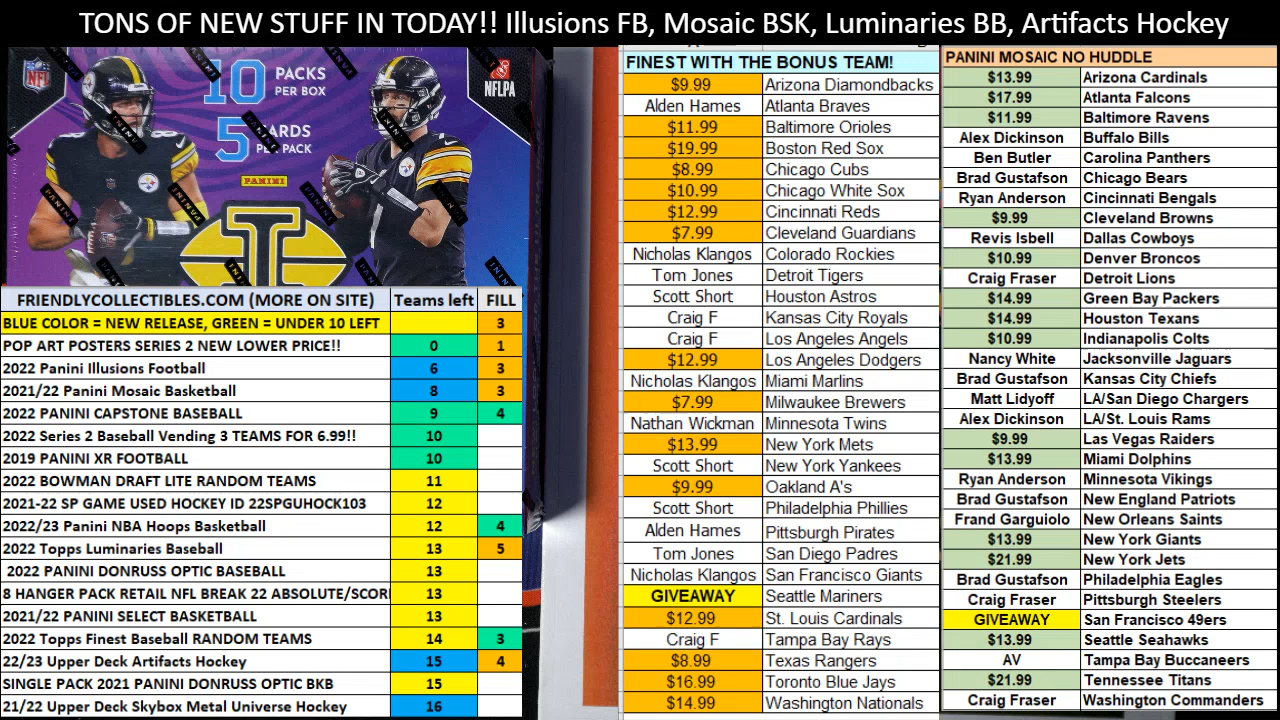 TONS OF NEW STUFF IN TODAY!! Illusions FB, Mosaic BSK, Luminaries BB, Artifacts Hockey
NFL
10 PACKS
PER BOX
5 CARDS
PER PACK
PANINI
NFLPA
FRIENDLYCOLLECTIBLES.COM (MORE ON SITE) Teams left FILL
BLUE COLOR = NEW RELEASE, GREEN = UNDER 10 LEFT 3
POP ART POSTERS SERIES 2 NEW LOWER PRICE!! 0 1
2022 Panini Illusions Football 6 3
2021/22 Panini Mosaic Basketball 8 3
2022 PANINI CAPSTONE BASEBALL 9 4
2022 Series 2 Baseball Vending 3 TEAMS FOR 6.99!! 10
2019 PANINI XR FOOTBALL 10
2022 BOWMAN DRAFT LITE RANDOM TEAMS 11
2021-22 SP GAME USED HOCKEY ID 22SPGUHOCK103 12
2022/23 Panini NBA Hoops Basketball 12 4
2022 Topps Luminaries Baseball 13 5
2022 PANINI DONRUSS OPTIC BASEBALL 13
8 HANGER PACK RETAIL NFL BREAK 22 ABSOLUTE/SCORE 13
2021/22 PANINI SELECT BASKETBALL 13
2022 Topps Finest Baseball RANDOM TEAMS 14 3
22/23 Upper Deck Artifacts Hockey 15 4
SINGLE PACK 2021 PANINI DONRUSS OPTIC BKB 15
21/22 Upper Deck Skybox Metal Universe Hockey 16
FINEST WITH THE BONUS TEAM!
$9.99 Arizona Diamondbacks
Alden Hames Atlanta Braves
$11.99 Baltimore Orioles
$19.99 Boston Red Sox
$8.99 Chicago Cubs
$10.99 Chicago White Sox
$12.99 Cincinnati Reds
$7.99 Cleveland Guardians
Nicholas Klangos Colorado Rockies
Tom Jones Detroit Tigers
Scott Short Houston Astros
Craig F Kansas City Royals
Craig F Los Angeles Angels
$12.99 Los Angeles Dodgers
Nicholas Klangos Miami Marlins
$7.99 Milwaukee Brewers
Nathan Wickman Minnesota Twins
$13.99 New York Mets
Scott Short New York Yankees
$9.99 Oakland A's
Scott Short Philadelphia Phillies
Alden Hames Pittsburgh Pirates
Tom Jones San Diego Padres
Nicholas Klangos San Francisco Giants
GIVEAWAY Seattle Mariners
$12.99 St. Louis Cardinals
Craig F Tampa Bay Rays
$8.99 Texas Rangers
$16.99 Toronto Blue Jays
$14.99 Washington Nationals
PANINI MOSAIC NO HUDDLE
$13.99 Arizona Cardinals
$17.99 Atlanta Falcons
$11.99 Baltimore Ravens
Alex Dickinson Buffalo Bills
Ben Butler Carolina Panthers
Brad Gustafson Chicago Bears
Ryan Anderson Cincinnati Bengals
$9.99 Cleveland Browns
Revis Isbell Dallas Cowboys
$10.99 Denver Broncos
Craig Fraser Detroit Lions
$14.99 Green Bay Packers
$14.99 Houston Texans
$10.99 Indianapolis Colts
Nancy White Jacksonville Jaguars
Brad Gustafson Kansas City Chiefs
Matt Lidyoff LA/San Diego Chargers
Alex Dickinson LA/St. Louis Rams
$9.99 Las Vegas Raiders
$13.99 Miami Dolphins
Ryan Anderson Minnesota Vikings
Brad Gustafson New England Patriots
Frand Garguiolo New Orleans Saints
$13.99 New York Giants
$21.99 New York Jets
Brad Gustafson Philadelphia Eagles
Craig Fraser Pittsburgh Steelers
GIVEAWAY San Francisco 49ers
$13.99 Seattle Seahawks
AV Tampa Bay Buccaneers
$21.99 Tennessee Titans
Craig Fraser Washington Commanders